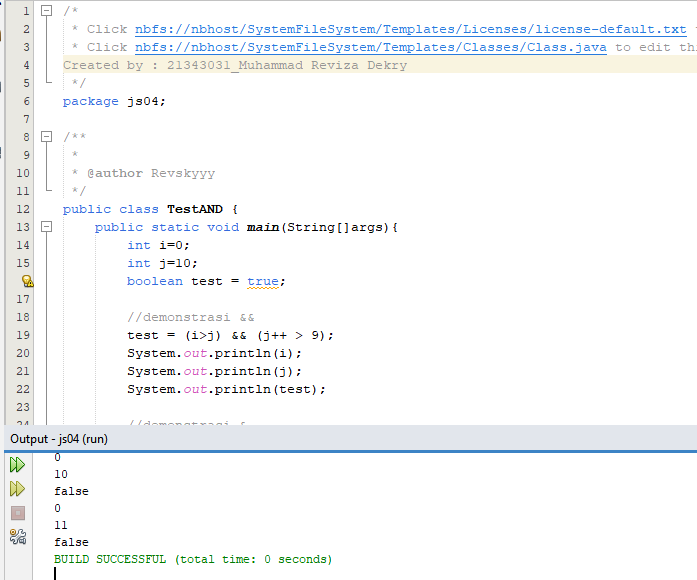 1 /*
2 * Click nbfs://nbhost/SystemFileSystem/Templates/Licenses/license-default.txt
3 * Click nbfs://nbhost/SystemFileSystem/Templates/Classes/Class.java to edit thi
4 Created by : 21343031_Muhammad Reviza Dekry
5 */
6 package js04;
7
8 /**
9 *
10 * @author Revskyyy
11 */
12 public class TestAND {
13 public static void main(String[]args){
14 int i=0;
15 int j=10;
boolean test = true;
17
18 //demonstrasi &&
19 test = (i>j) && (j++ > 9);
20 System.out.println(i);
21 System.out.println(j);
22 System.out.println(test);
23
24 //demonstrasi &
Output - js04 (run)
0
10
false
0
11
false
BUILD SUCCESSFUL (total time: 0 seconds)